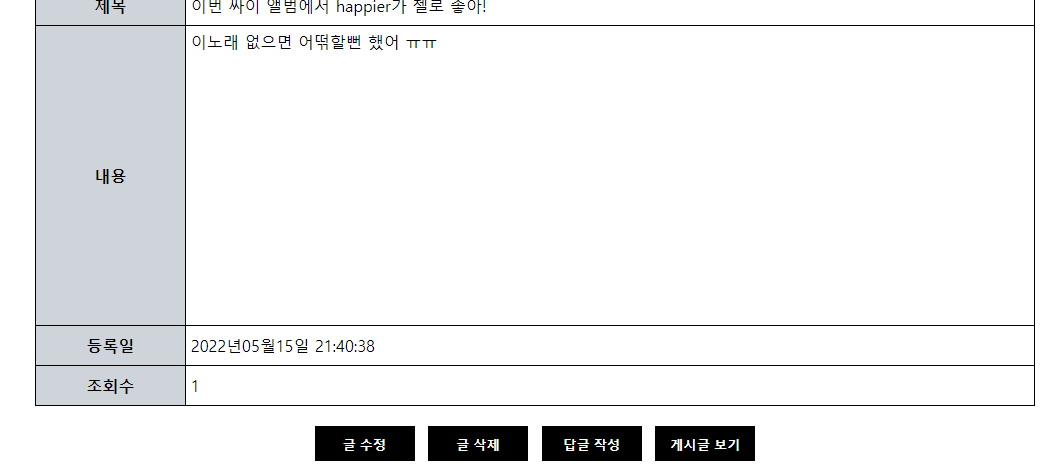 제목 이번 싸이 앨범에서 happier가 젤로 좋아!
내용 이노래 없으면 어떢할뻔 했어 ㅠㅠ
등록일 2022년05월15일 21:40:38
조회수 1
글 수정 글 삭제 답글 작성 게시글 보기